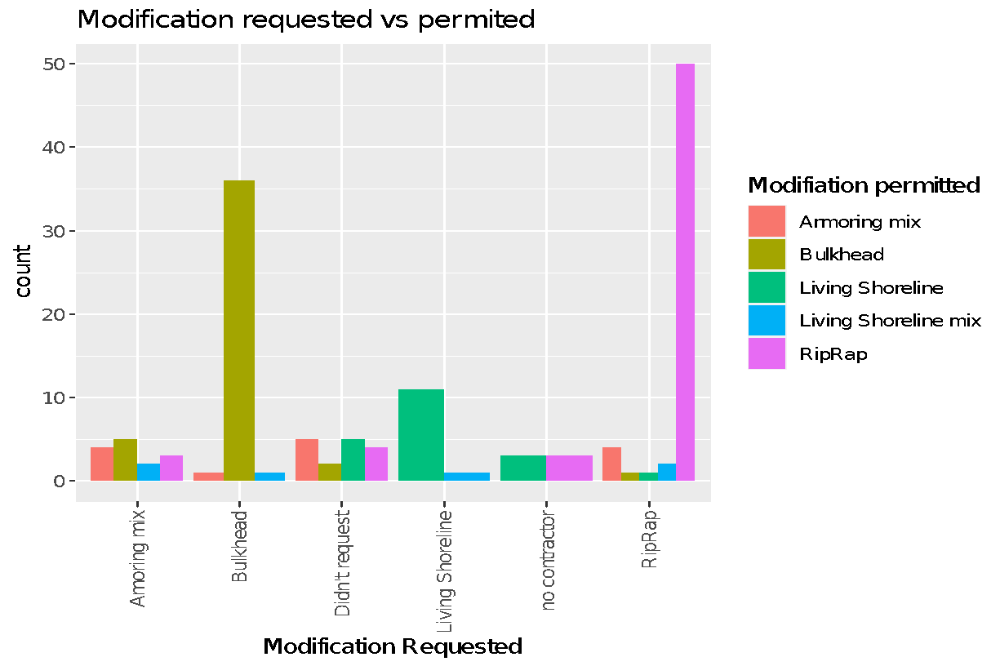 Modification requested vs permited
50
40
30
20
10
0
count
Amoring mix
Bulkhead
Didn't request
Living Shoreline
no contractor
RipRap
Modification Requested
Modifiation permitted
Armoring mix
Bulkhead
Living Shoreline
Living Shoreline mix
RipRap